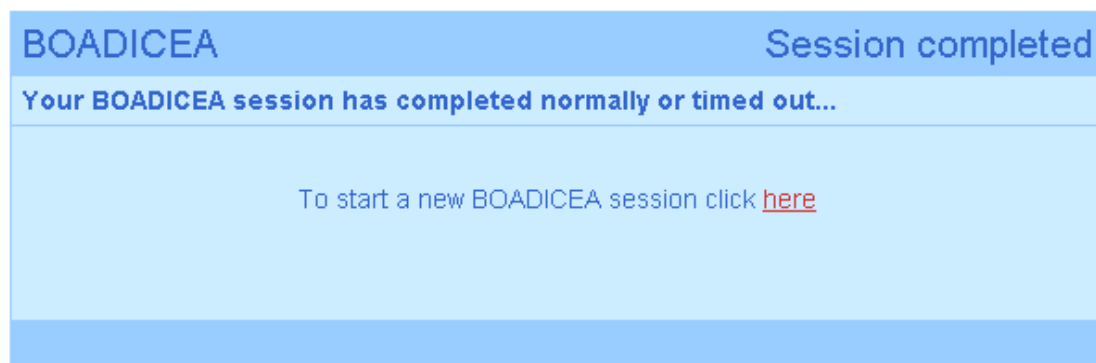 BOADICEA Session completed
Your BOADICEA session has completed normally or timed out...
To start a new BOADICEA session click here